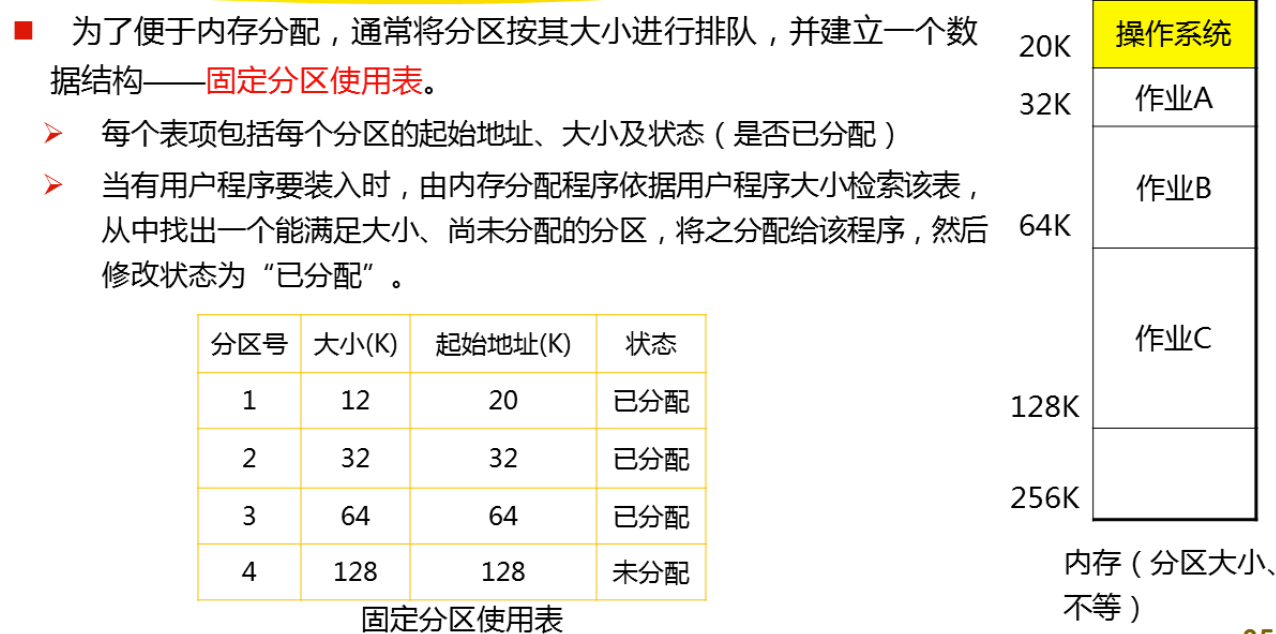 ■ 为了便于内存分配，通常将分区按其大小进行排队，并建立一个数
据结构——固定分区使用表。
➢ 每个表项包括每个分区的起始地址、大小及状态（是否已分配）
➢ 当有用户程序要装入时，由内存分配程序依据用户程序大小检索该表，
从中找出一个能满足大小、尚未分配的分区，将之分配给该程序，然后
修改状态为“已分配”。
分区号 大小(K) 起始地址(K) 状态
1 12 20 已分配
2 32 32 已分配
3 64 64 已分配
4 128 128 未分配
固定分区使用表
20K 操作系统
32K 作业A
作业B
64K
作业C
128K
256K
内存（分区大小、
不等）